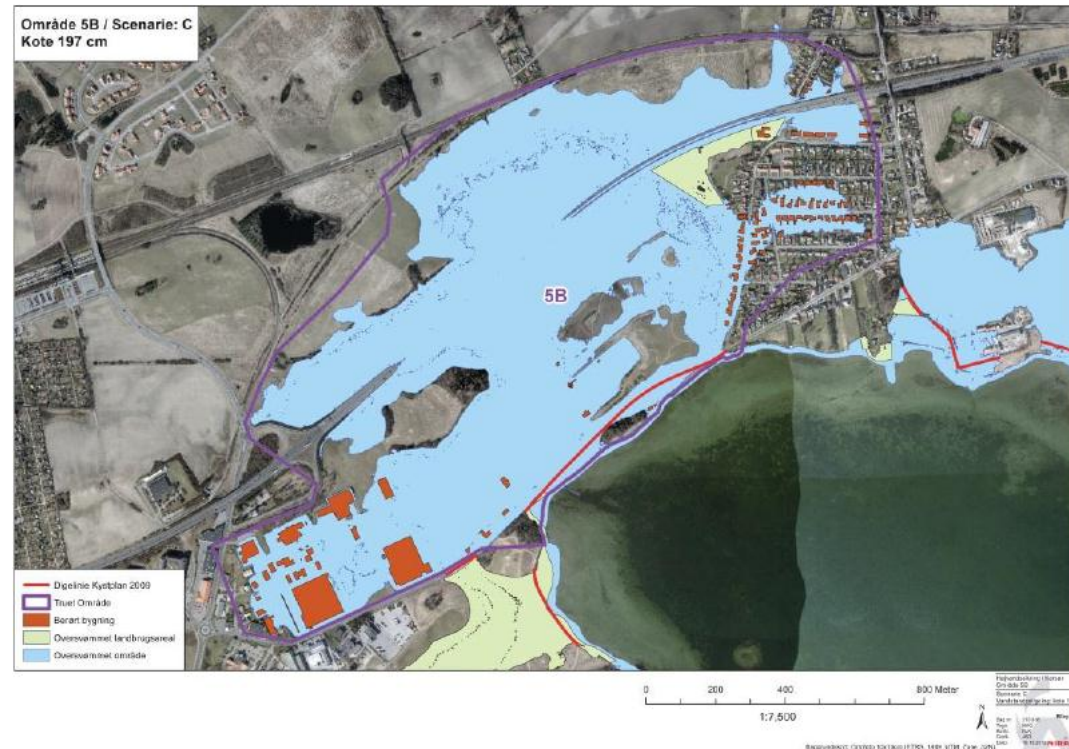 Område 5B / Scenarie: C
Kote 197 cm
5B
Digelinie Kystplan 2009
Truet Område
Berørt bygning
Oversvømmet landbrugsareal
Oversvømmet område
0 200 400 800 Meter
1:7,500
N